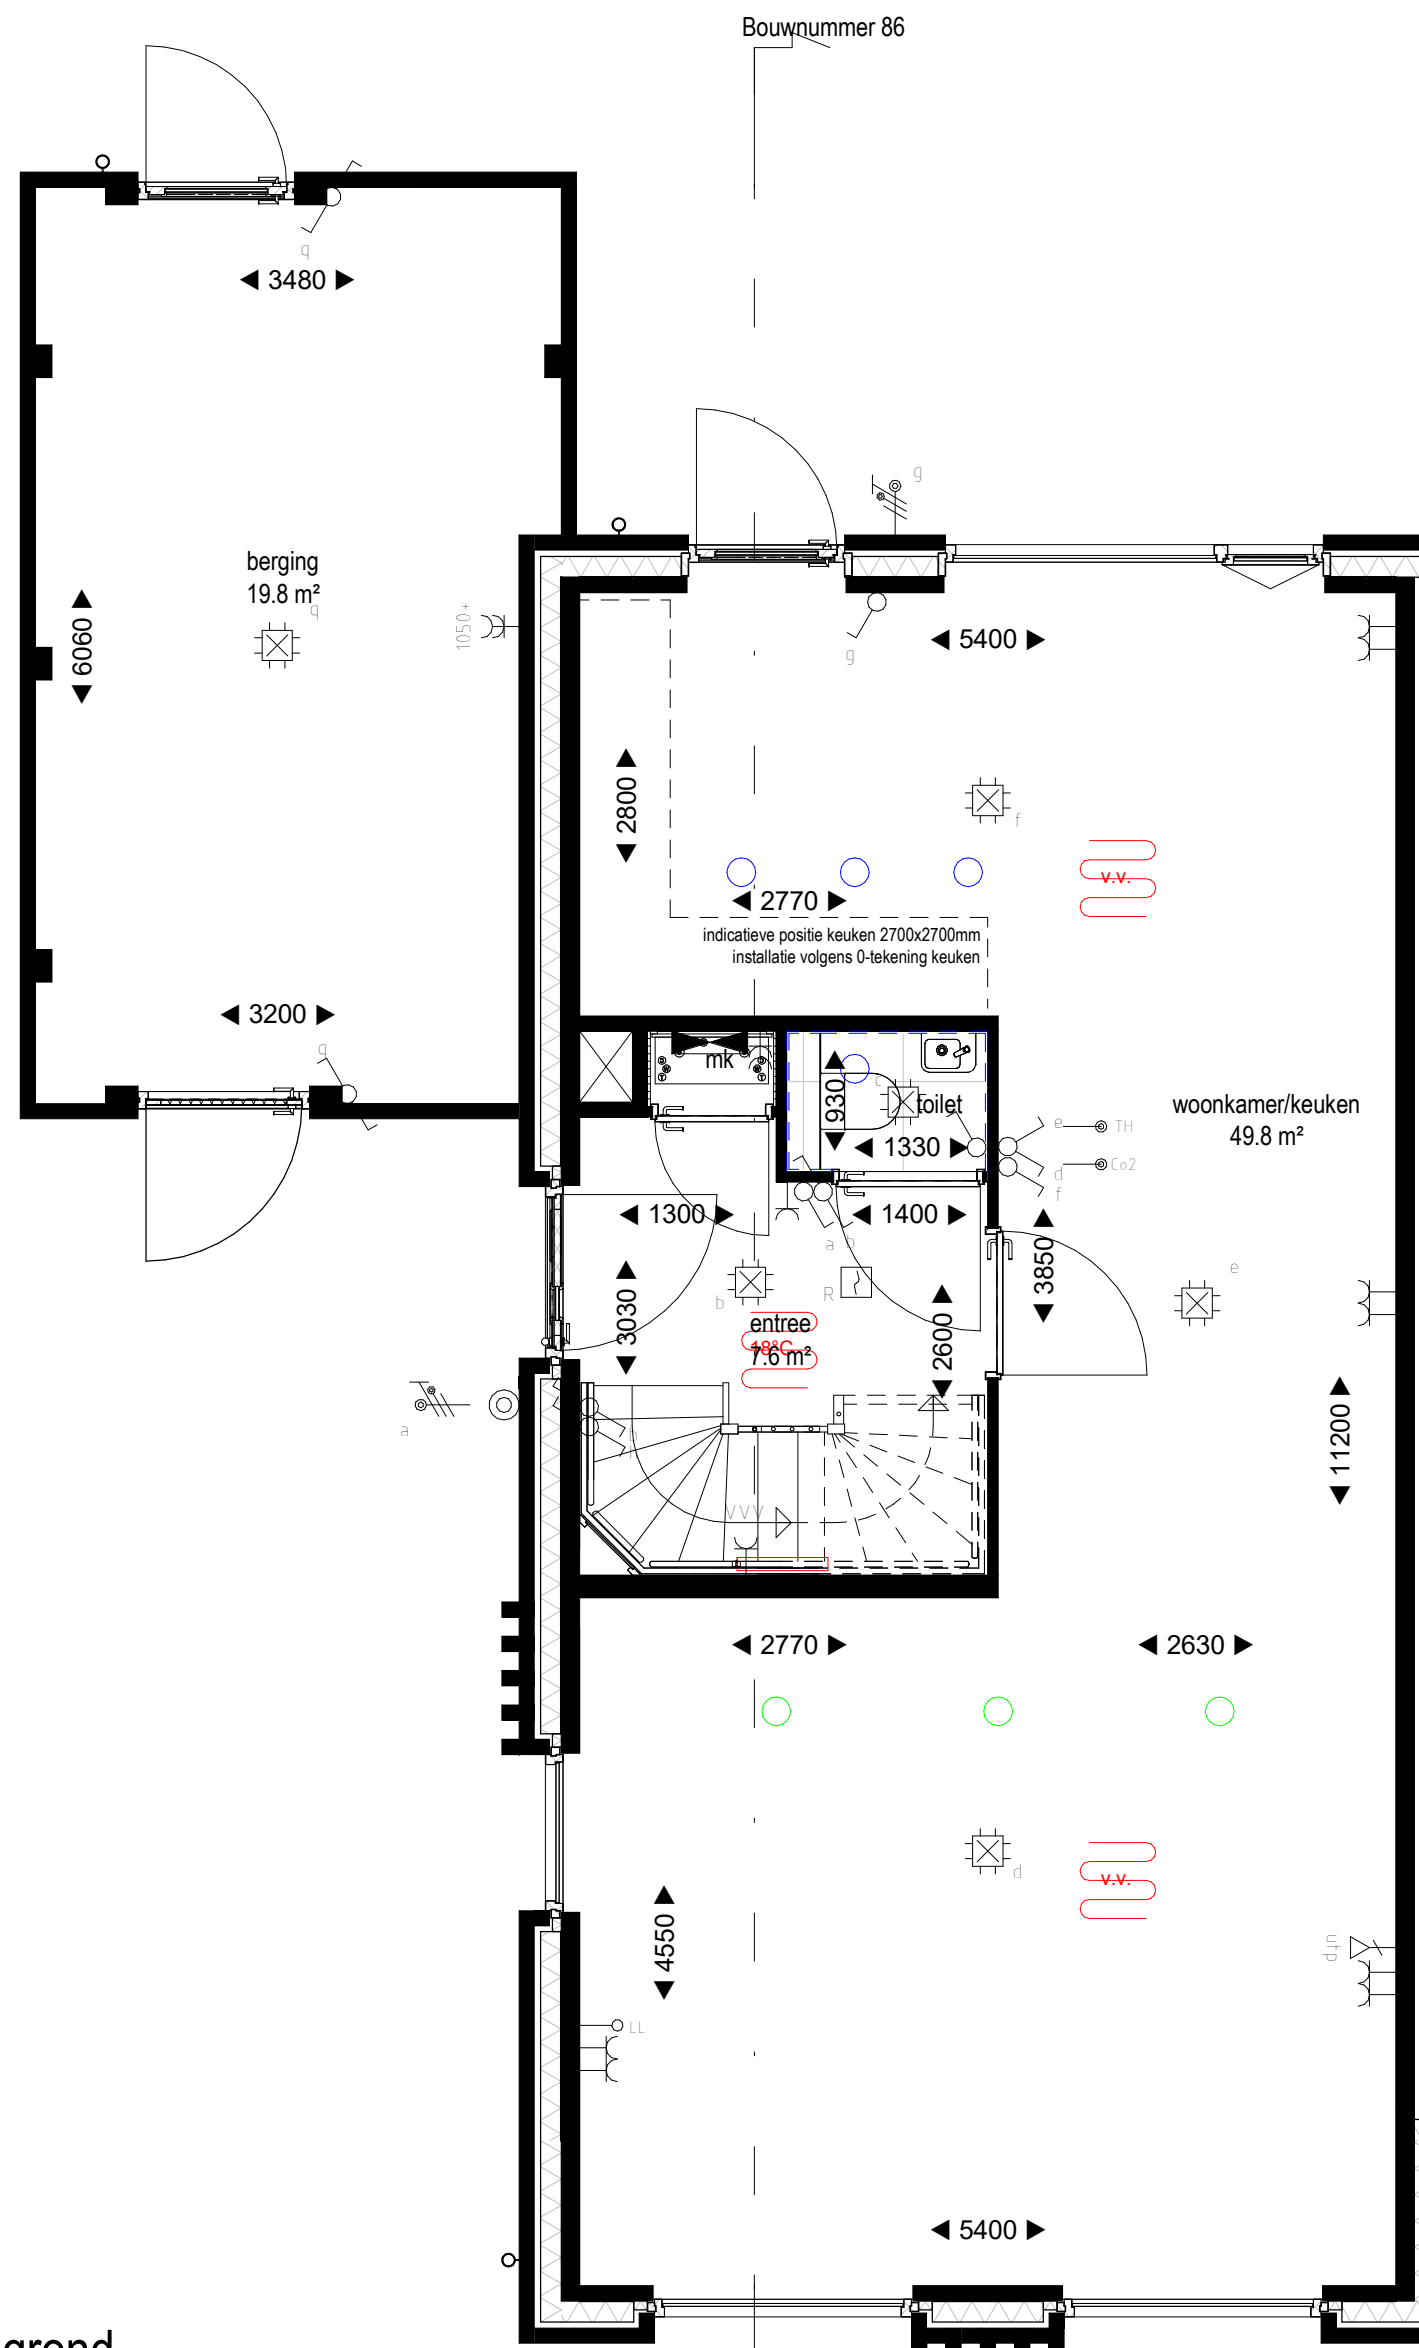 Bouwnummer 86
q
3480
g
berging
19.8 m²
q
6060
1050+
g
5400
2800
f
v.v.
2770
indicatieve positie keuken 2700x2700mm
installatie volgens 0-tekening keuken
3200
q
mk
c
930
toilet
1330
woonkamer/keuken
49.8 m²
e
TH
d
Co2
f
1300
1400
a
b
3850
b
R
e
3030
entree
18°C
7.6 m²
2600
a
b
11200
VVV
2770
2630
d
v.v.
4550
utp
LL
5400
grond